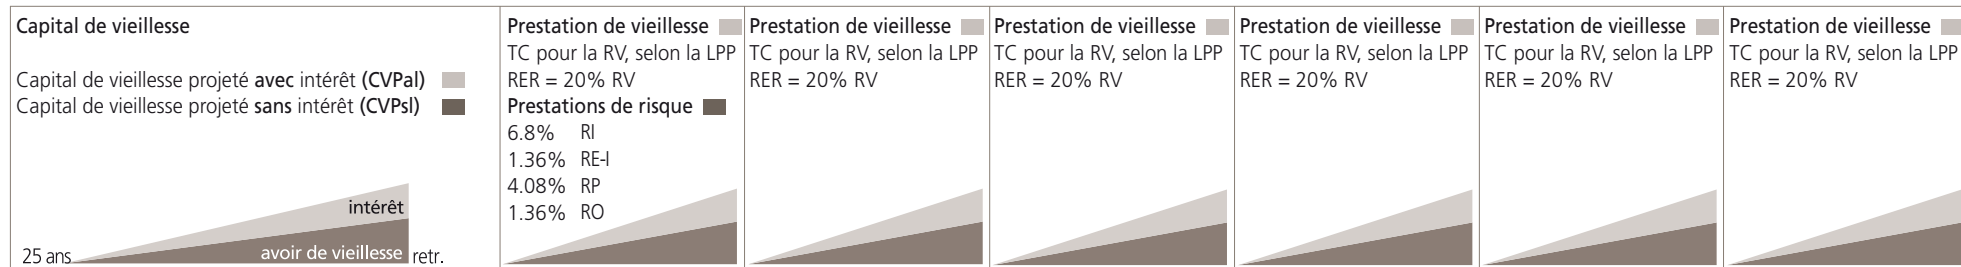 Capital de vieillesse
Capital de vieillesse projeté avec intérêt (CVPaI)
Capital de vieillesse projeté sans intérêt (CVPsI)
intérêt
25 ans
avoir de vieillesse
retr.
Prestation de vieillesse
TC pour la RV, selon la LPP
RER = 20% RV
Prestations de risque
6.8% RI
1.36% RE-I
4.08% RP
1.36% RO
Prestation de vieillesse
TC pour la RV, selon la LPP
RER = 20% RV
Prestation de vieillesse
TC pour la RV, selon la LPP
RER = 20% RV
Prestation de vieillesse
TC pour la RV, selon la LPP
RER = 20% RV
Prestation de vieillesse
TC pour la RV, selon la LPP
RER = 20% RV
Prestation de vieillesse
TC pour la RV, selon la LPP
RER = 20% RV